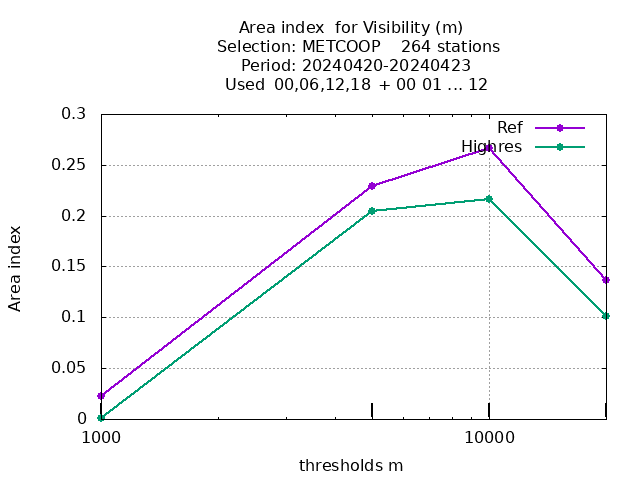 Area index  for Visibility (m)
Selection: METCOOP    264 stations
Period: 20240420-20240423
Used  00,06,12,18  + 00 01 ... 12
0.3
Ref
Highres
0.25
0.2
0.15
0.1
0.05
0
Area index
1000
10000
thresholds m